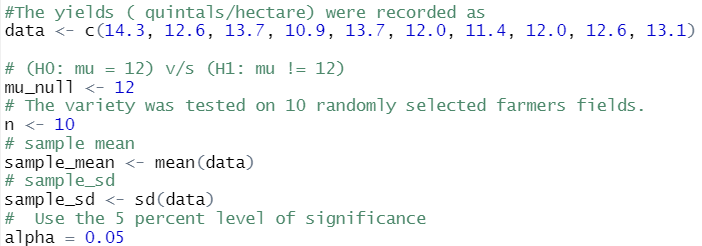 #The yields ( quintals/hectare) were recorded as
data <- c(14.3, 12.6, 13.7, 10.9, 13.7, 12.0, 11.4, 12.0, 12.6, 13.1)
# (H0: mu = 12) v/s (H1: mu != 12)
mu_null <- 12
# The variety was tested on 10 randomly selected farmers fields.
n <- 10
# sample mean
sample_mean <- mean(data)
# sample_sd
sample_sd <- sd(data)
#  Use the 5 percent level of significance
alpha = 0.05